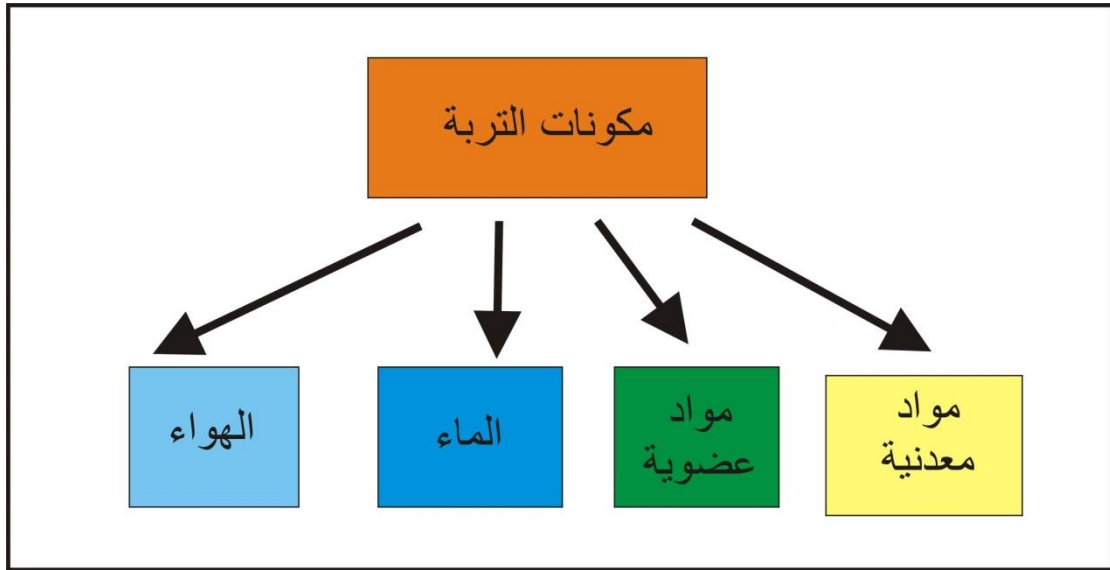 مكونات التربة
مواد
معدنية
مواد
عضوية
الماء
الهواء